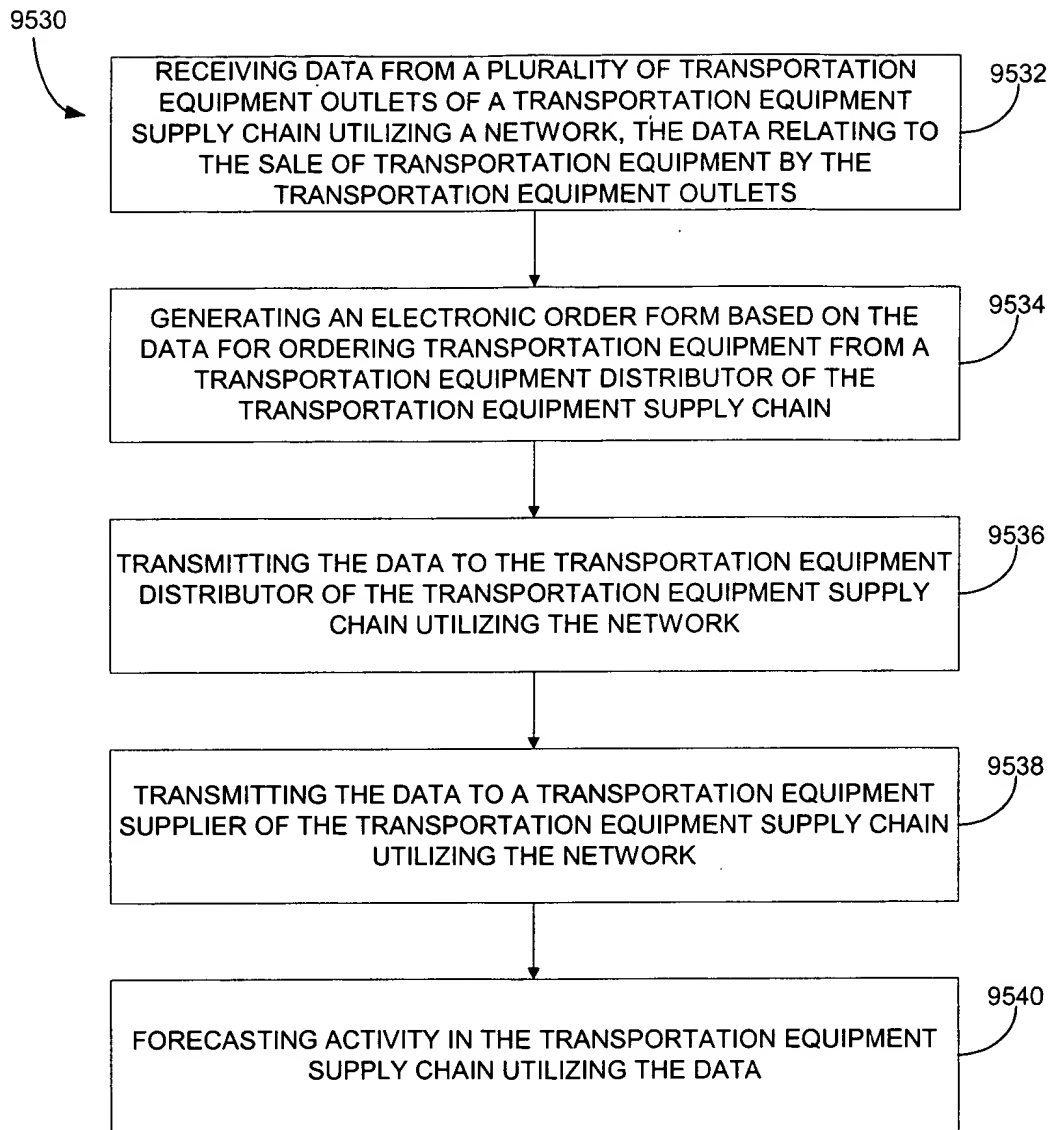 9530
RECEIVING DATA FROM A PLURALITY OF TRANSPORTATION
EQUIPMENT OUTLETS OF A TRANSPORTATION EQUIPMENT
SUPPLY CHAIN UTILIZING A NETWORK, THE DATA RELATING TO
THE SALE OF TRANSPORTATION EQUIPMENT BY THE
TRANSPORTATION EQUIPMENT OUTLETS
9532
GENERATING AN ELECTRONIC ORDER FORM BASED ON THE
DATA FOR ORDERING TRANSPORTATION EQUIPMENT FROM A
TRANSPORTATION EQUIPMENT DISTRIBUTOR OF THE
TRANSPORTATION EQUIPMENT SUPPLY CHAIN
9534
TRANSMITTING THE DATA TO THE TRANSPORTATION EQUIPMENT
DISTRIBUTOR OF THE TRANSPORTATION EQUIPMENT SUPPLY
CHAIN UTILIZING THE NETWORK
9536
TRANSMITTING THE DATA TO A TRANSPORTATION EQUIPMENT
SUPPLIER OF THE TRANSPORTATION EQUIPMENT SUPPLY CHAIN
UTILIZING THE NETWORK
9538
FORECASTING ACTIVITY IN THE TRANSPORTATION EQUIPMENT
SUPPLY CHAIN UTILIZING THE DATA
9540